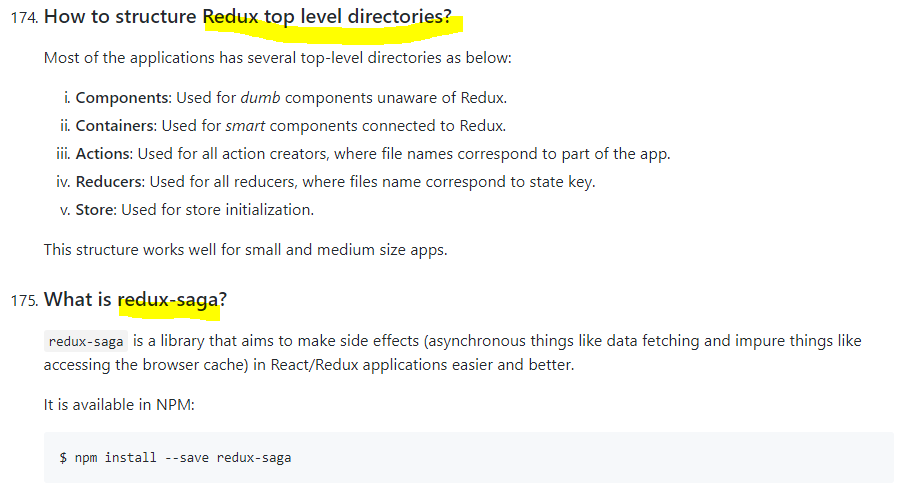 174. How to structure Redux top level directories?
Most of the applications has several top-level directories as below:
i. Components: Used for dumb components unaware of Redux.
ii. Containers: Used for smart components connected to Redux.
iii. Actions: Used for all action creators, where file names correspond to part of the app.
iv. Reducers: Used for all reducers, where files name correspond to state key.
v. Store: Used for store initialization.
This structure works well for small and medium size apps.
175. What is redux-saga?
redux-saga is a library that aims to make side effects (asynchronous things like data fetching and impure things like
accessing the browser cache) in React/Redux applications easier and better.
It is available in NPM:
$ npm install --save redux-saga